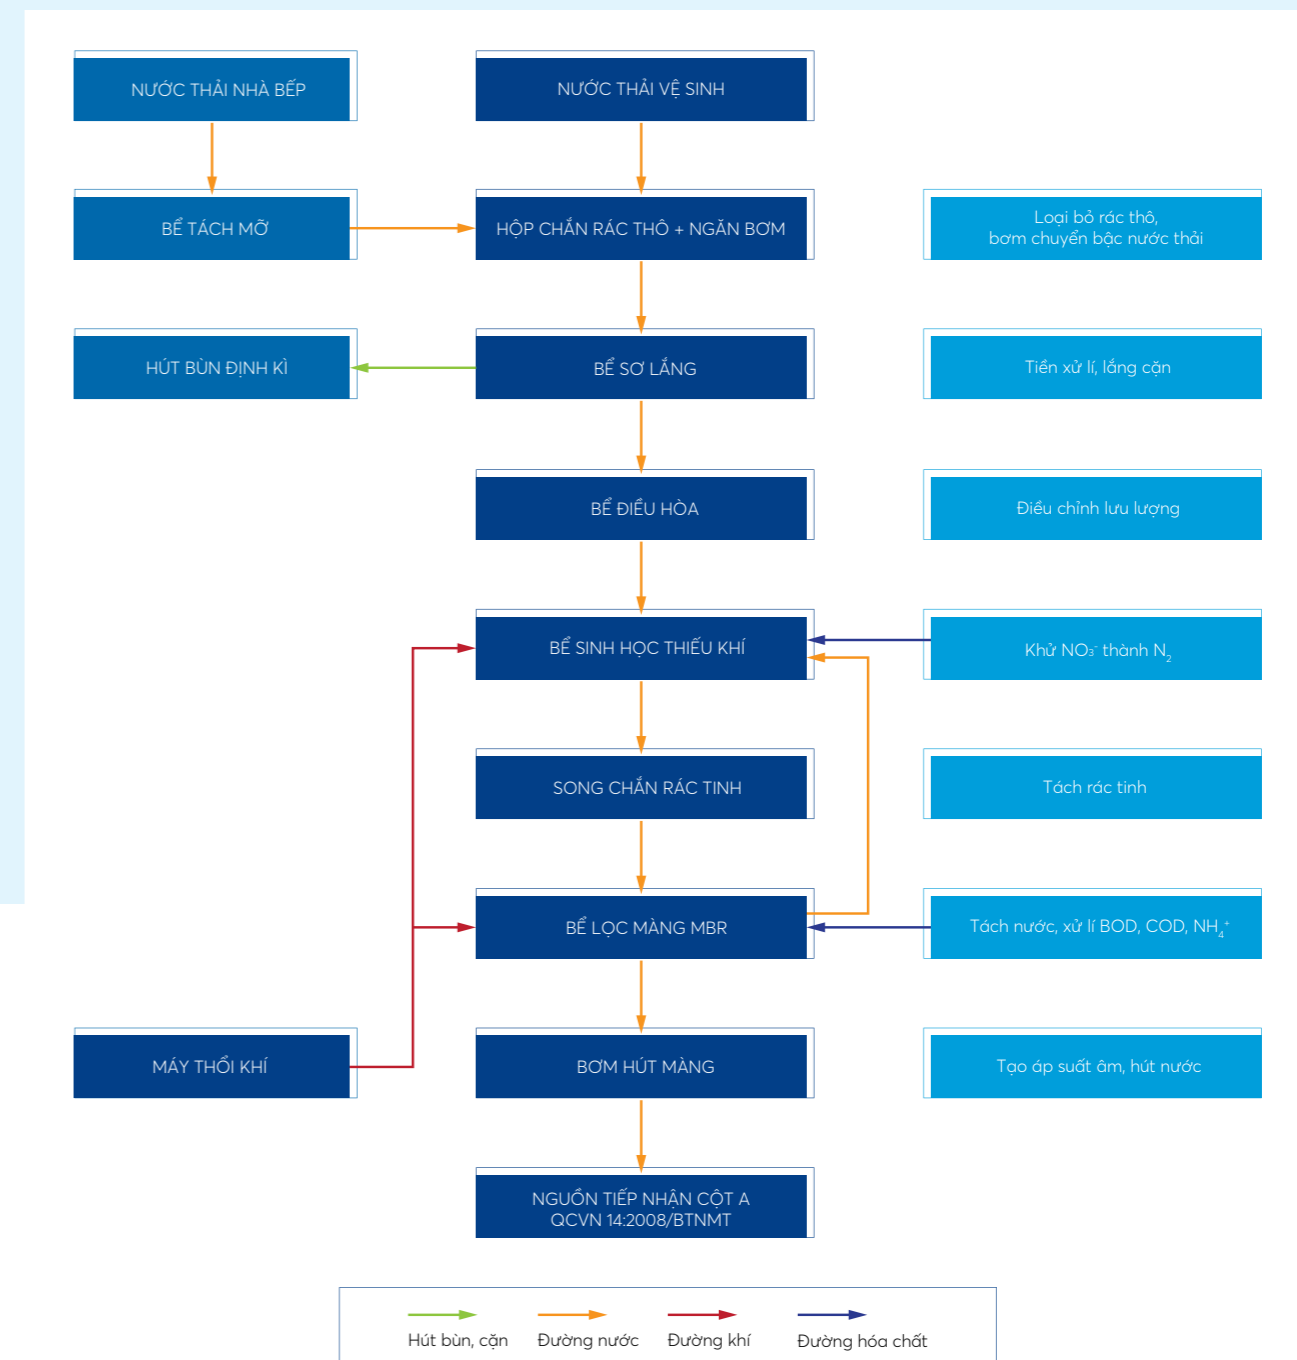 NƯỚC THẢI NHÀ BẾP
NƯỚC THẢI VỆ SINH
BỂ TÁCH MỠ
HỘP CHẮN RÁC THÔ + NGĂN BƠM
Loại bỏ rác thô,
bơm chuyển bậc nước thải
HÚT BÙN ĐỊNH KÌ
BỂ SƠ LẮNG
Tiền xử lí, lắng cặn
BỂ ĐIỀU HÒA
Điều chỉnh lưu lượng
BỂ SINH HỌC THIẾU KHÍ
Khử NO₃⁻ thành N₂
SONG CHẮN RÁC TINH
Tách rác tinh
BỂ LỌC MÀNG MBR
Tách nước, xử lí BOD, COD, NH₄⁺
MÁY THỔI KHÍ
BƠM HÚT MÀNG
Tạo áp suất âm, hút nước
NGUỒN TIẾP NHẬN CỘT A
QCVN 14:2008/BTNMT
Hút bùn, cặn
Đường nước
Đường khí
Đường hóa chất